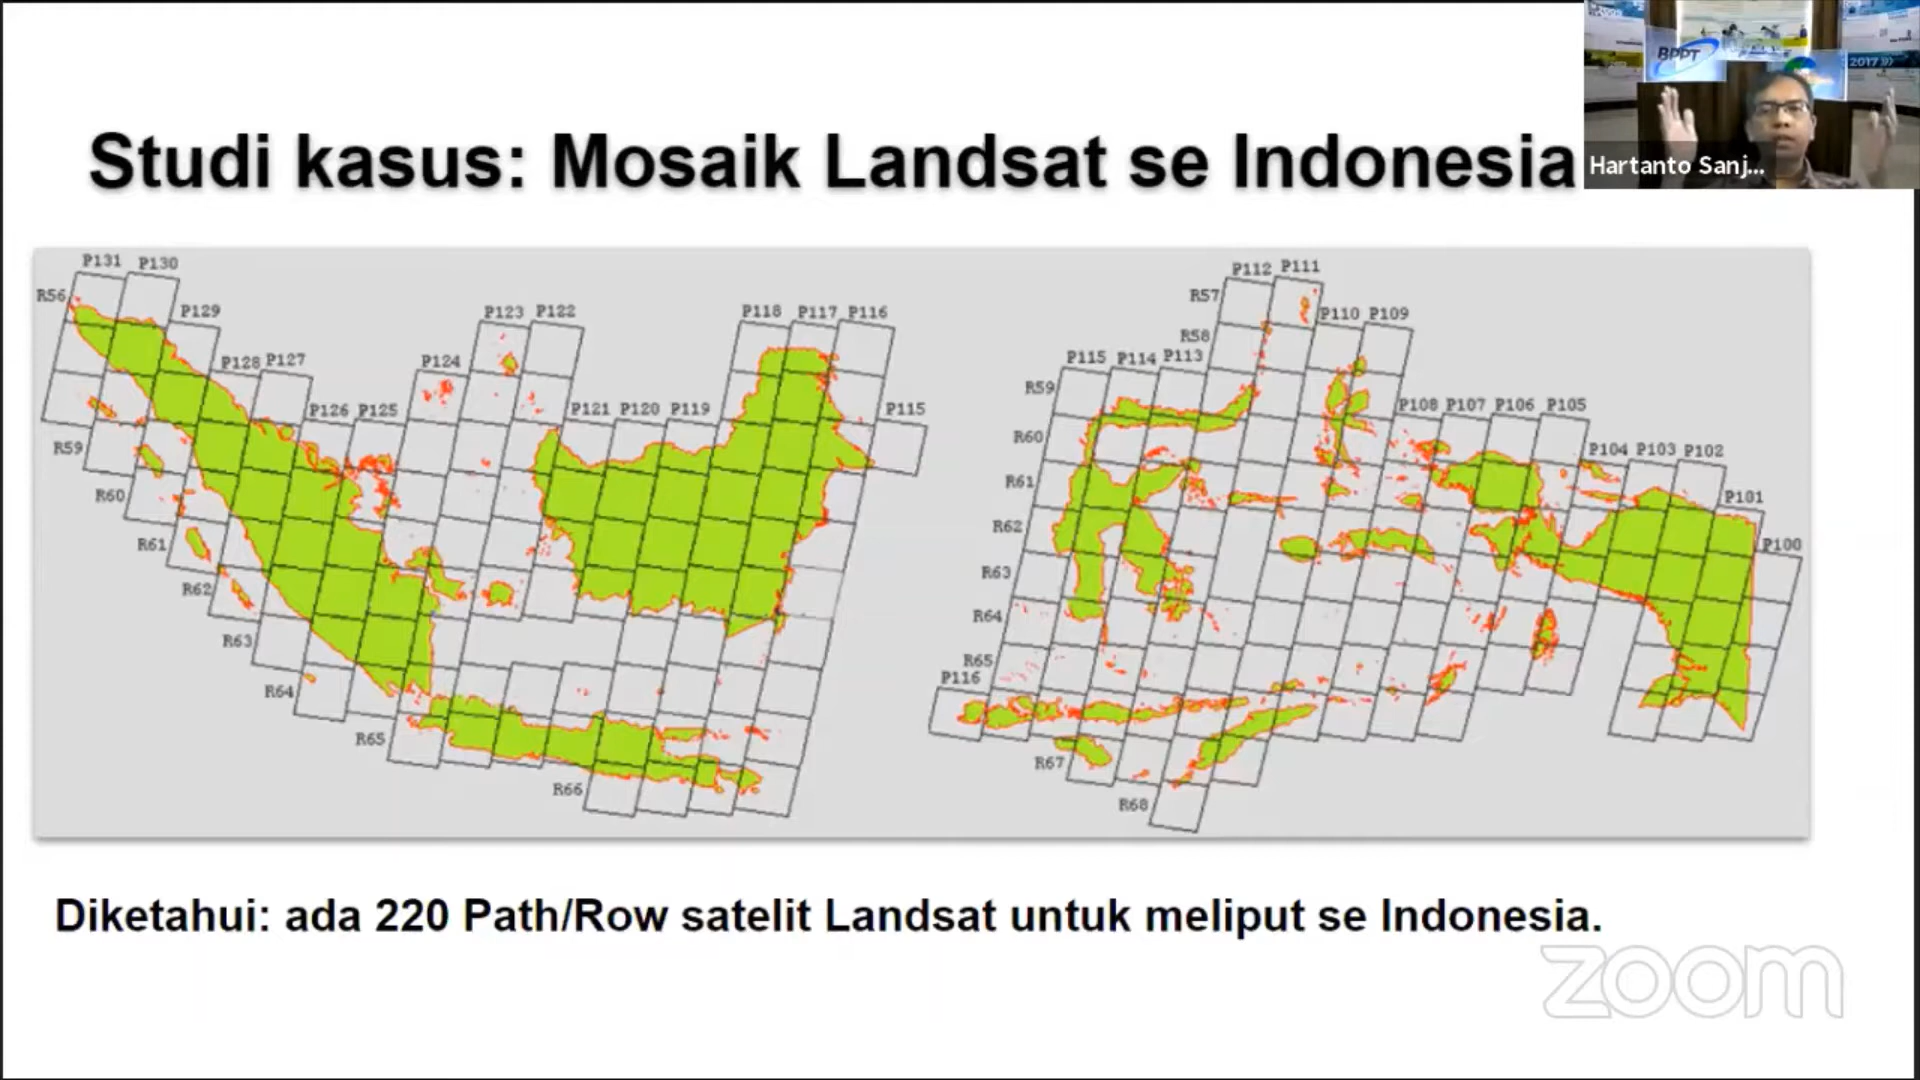 BPPT
2017
Hartanto Sanj...
Studi kasus: Mosaik Landsat se Indonesia
P131 P130
R56
P129
P128 P127
P126 P125
P124
P123 P122
P121 P120 P119
P118 P117 P116
P115
R59
R60
R61
R62
R63
R64
R65
R66
P112 P111
R57
P110 P109
R58
P115 P114 P113
R59
P108 P107 P106 P105
R60
P104 P103 P102
R61
P101
R62
P100
R63
R64
R65
P116
R67
R68
Diketahui: ada 220 Path/Row satelit Landsat untuk meliput se Indonesia.
zoom